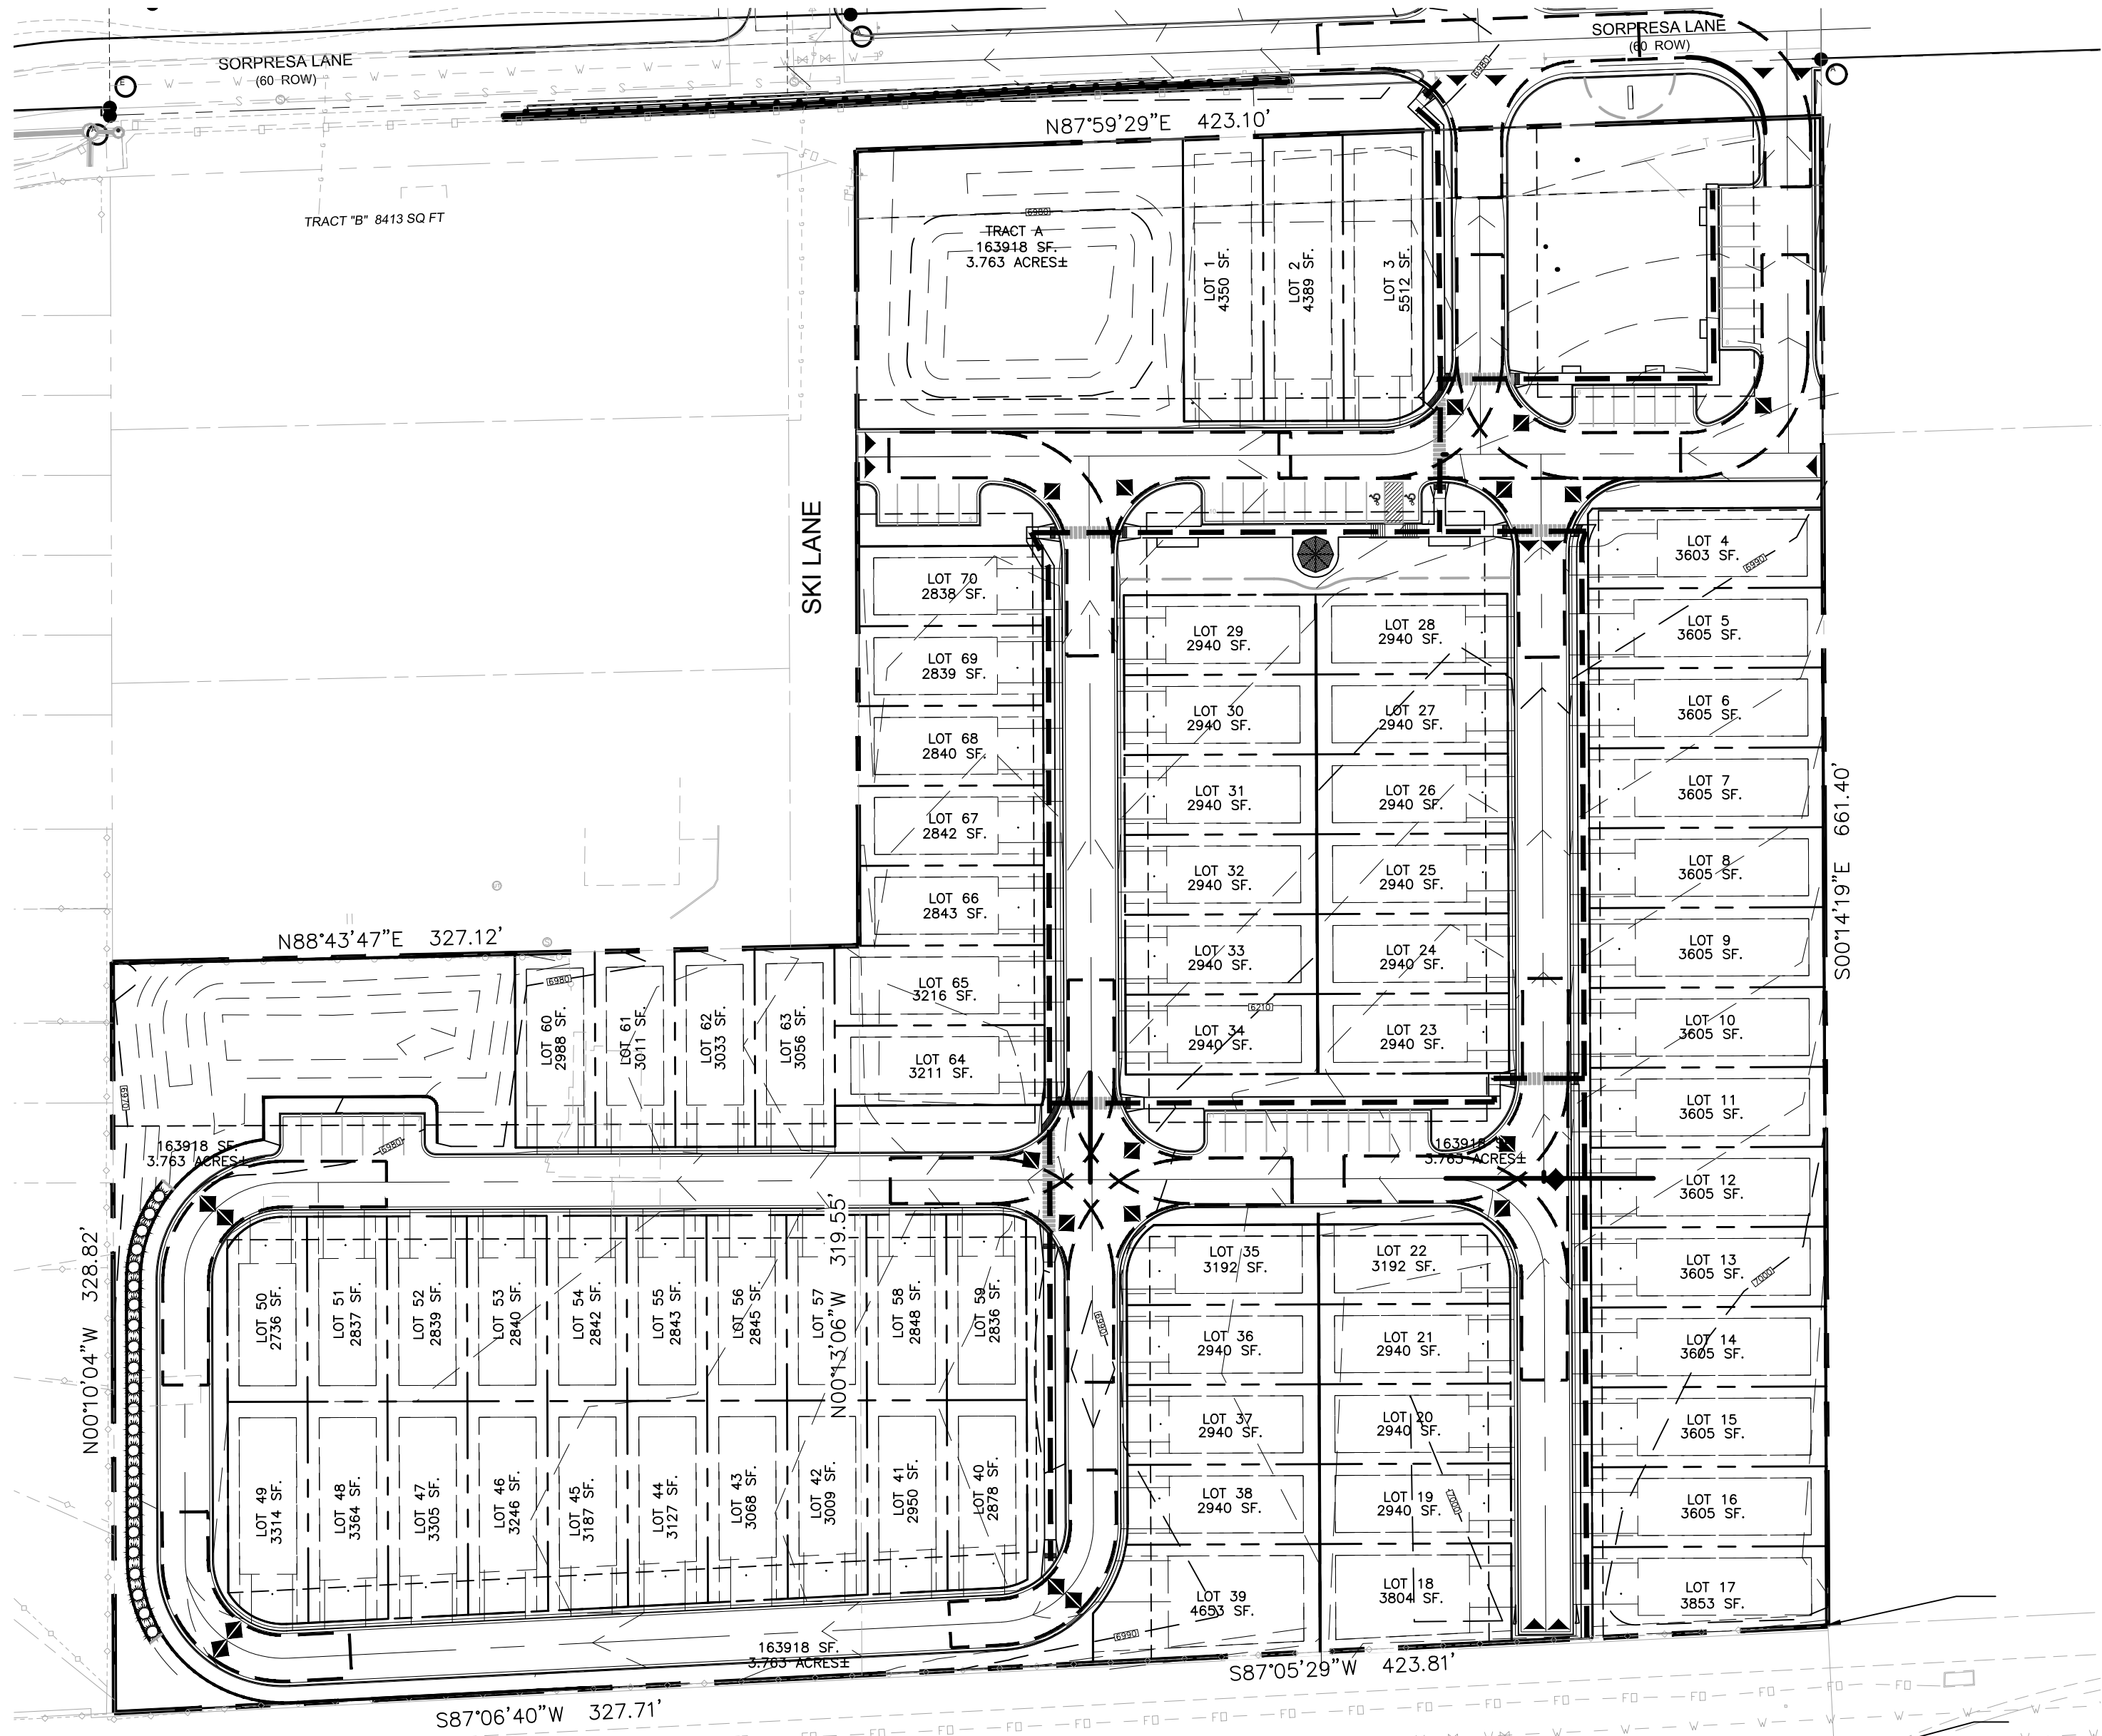 SORPRESA LANE
(60 ROW)
SORPRESA LANE
(60 ROW)
6980
N87°59'29"E 423.10'
TRACT "B" 8413 SQ FT
6980
TRACT A
163918 SF.
3.763 ACRES±
LOT 1
4350 SF.
LOT 2
4389 SF.
LOT 3
5512 SF.
SKI LANE
LOT 4
3603 SF.
6990
LOT 70
2838 SF.
LOT 29
2940 SF.
LOT 28
2940 SF.
LOT 5
3605 SF.
LOT 69
2839 SF.
LOT 30
2940 SF.
LOT 27
2940 SF.
LOT 6
3605 SF.
LOT 68
2840 SF.
LOT 31
2940 SF.
LOT 26
2940 SF.
LOT 7
3605 SF.
LOT 67
2842 SF.
LOT 32
2940 SF.
LOT 25
2940 SF.
LOT 8
3605 SF.
S00°14'19"E 661.40'
LOT 66
2843 SF.
LOT 33
2940 SF.
LOT 24
2940 SF.
LOT 9
3605 SF.
N88°43'47"E 327.12'
6980
LOT 60
2988 SF.
LOT 61
3011 SF.
LOT 62
3033 SF.
LOT 63
3056 SF.
LOT 65
3216 SF.
6210
LOT 34
2940 SF.
LOT 23
2940 SF.
LOT 10
3605 SF.
LOT 64
3211 SF.
6970
LOT 11
3605 SF.
163918 SF.
3.763 ACRES±
6980
163918 SF.
3.763 ACRES±
LOT 12
3605 SF.
N00°10'04"W 328.82'
LOT 50
2736 SF.
LOT 51
2837 SF.
LOT 52
2839 SF.
LOT 53
2840 SF.
LOT 54
2842 SF.
LOT 55
2843 SF.
LOT 56
2845 SF.
LOT 57
N00°13'06"W 319.55'
LOT 58
2848 SF.
LOT 59
2836 SF.
6990
LOT 35
3192 SF.
LOT 22
3192 SF.
LOT 13
3605 SF.
7000
LOT 36
2940 SF.
LOT 21
2940 SF.
LOT 14
3605 SF.
LOT 37
2940 SF.
LOT 20
2940 SF.
LOT 15
3605 SF.
LOT 49
3314 SF.
LOT 48
3364 SF.
LOT 47
3305 SF.
LOT 46
3246 SF.
LOT 45
3187 SF.
LOT 44
3127 SF.
LOT 43
3068 SF.
LOT 42
3009 SF.
LOT 41
2950 SF.
LOT 40
2878 SF.
LOT 38
2940 SF.
LOT 19
2940 SF.
7000
LOT 16
3605 SF.
LOT 39
4653 SF.
LOT 18
3804 SF.
LOT 17
3853 SF.
6990
163918 SF.
3.763 ACRES±
S87°05'29"W 423.81'
S87°06'40"W 327.71'